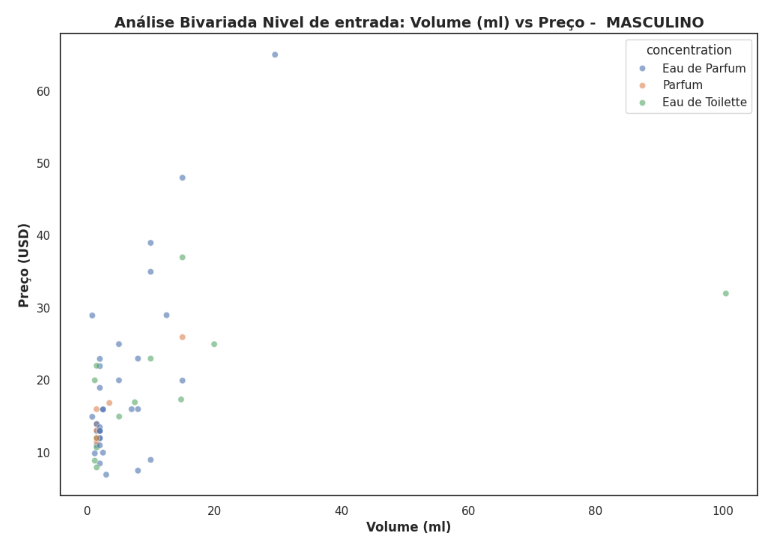 Análise Bivariada Nivel de entrada: Volume (ml) vs Preço - MASCULINO
concentration
Eau de Parfum
Parfum
Eau de Toilette
Preço (USD)
60
50
40
30
20
10
0
20
40
60
80
100
Volume (ml)